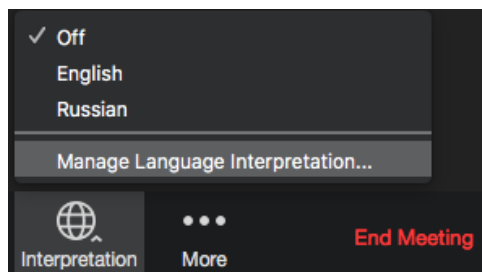 ✓ Off
English
Russian
Manage Language Interpretation...
Interpretation More End Meeting